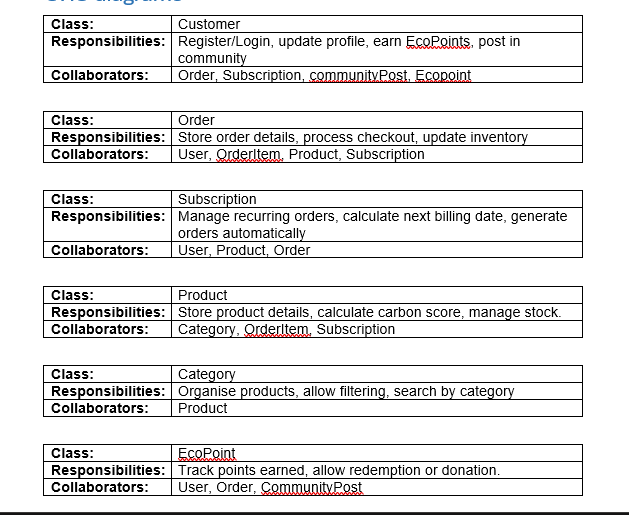 Class: Customer
Responsibilities: Register/Login, update profile, earn EcoPoints, post in
community
Collaborators: Order, Subscription, communityPost, Ecopoint
Class: Order
Responsibilities: Store order details, process checkout, update inventory
Collaborators: User, OrderItem, Product, Subscription
Class: Subscription
Responsibilities: Manage recurring orders, calculate next billing date, generate
orders automatically
Collaborators: User, Product, Order
Class: Product
Responsibilities: Store product details, calculate carbon score, manage stock.
Collaborators: Category, OrderItem, Subscription
Class: Category
Responsibilities: Organise products, allow filtering, search by category
Collaborators: Product
Class: EcoPoint
Responsibilities: Track points earned, allow redemption or donation.
Collaborators: User, Order, CommunityPost